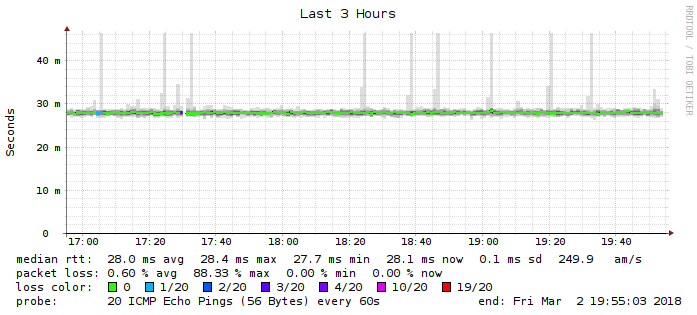 Last 3 Hours
RRDTOOL / TOBI OETIKER
Seconds
40 m
30 m
20 m
10 m
0
17:00 17:20 17:40 18:00 18:20 18:40 19:00 19:20 19:40
median rtt: 28.0 ms avg 28.4 ms max 27.7 ms min 28.1 ms now 0.1 ms sd 249.9 am/s
packet loss: 0.60 % avg 88.33 % max 0.00 % min 0.00 % now
loss color: 0 1/20 2/20 3/20 4/20 10/20 19/20
probe: 20 ICMP Echo Pings (56 Bytes) every 60s end: Fri Mar 2 19:55:03 2018